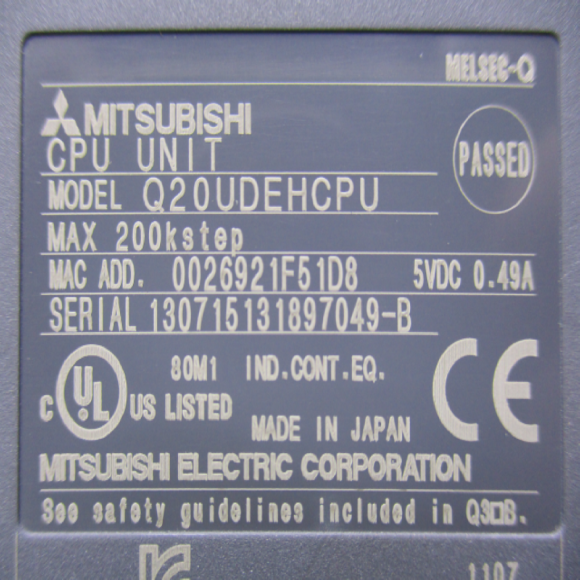 MELSEC-Q
MITSUBISHI
CPU UNIT
PASSED
MODEL Q20UDEHCPU
MAX 200kstep
MAC ADD. 0026921F51D8 5VDC 0.49A
SERIAL 130715131897049-B
80M1 IND.CONT.EQ.
C UL US LISTED
CE
MADE IN JAPAN
MITSUBISHI ELECTRIC CORPORATION
See safety guidelines included in Q3□B.